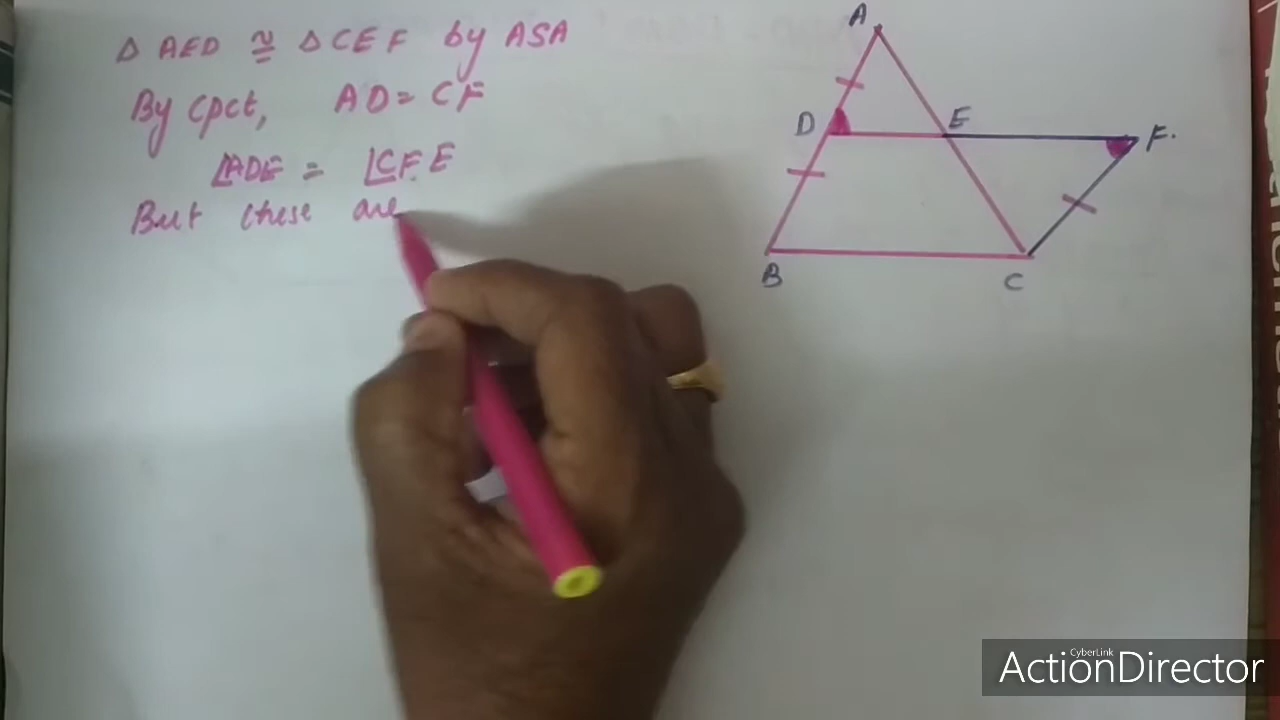 △ AED ≅ △ CEF by ASA
By cpct, AD = CF
∠ADE = ∠CFE
But these are
A
D
E
F.
B
C
CyberLink
ActionDirector